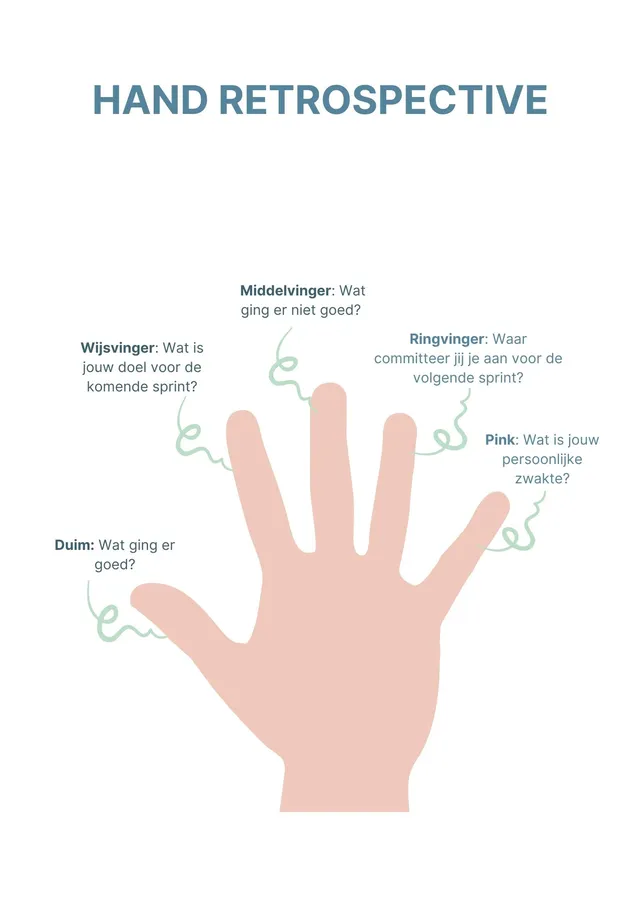 HAND RETROSPECTIVE
Middelvinger: Wat
ging er niet goed?
Wijsvinger: Wat is
jouw doel voor de
komende sprint?
Ringvinger: Waar
committeer jij je aan voor de
volgende sprint?
Pink: Wat is jouw
persoonlijke
zwakte?
Duim: Wat ging er
goed?